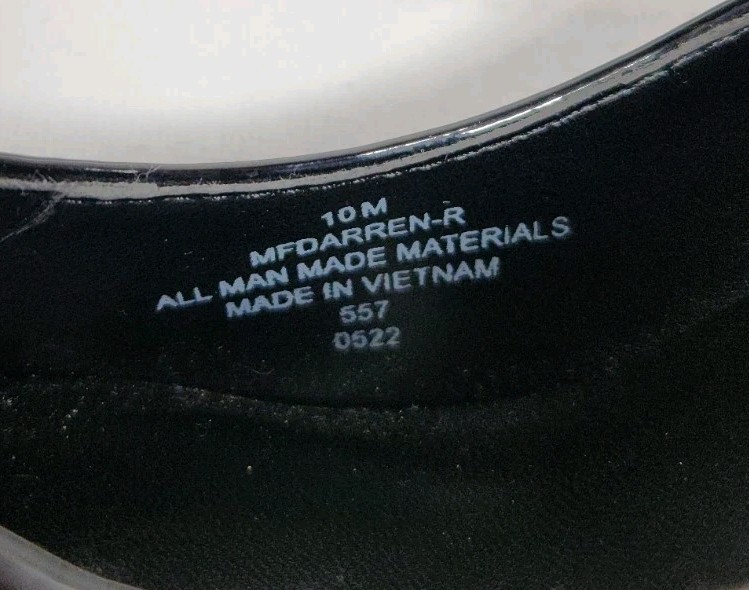 10 M
MFDARREN-R
ALL MAN MADE MATERIALS
MADE IN VIETNAM
557
0522